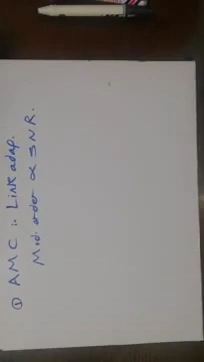 ① AMC :- Link adap.
Mod. order ∝ SNR.